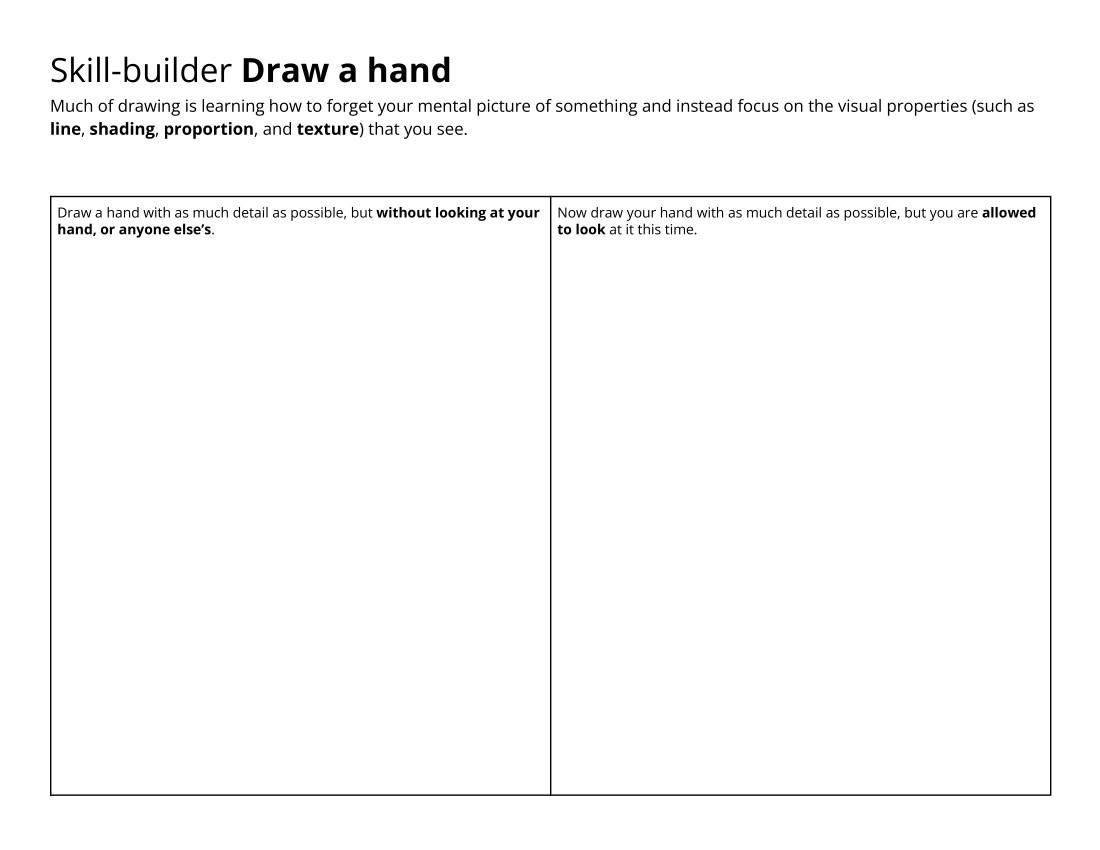 Skill-builder Draw a hand
Much of drawing is learning how to forget your mental picture of something and instead focus on the visual properties (such as
line, shading, proportion, and texture) that you see.
Draw a hand with as much detail as possible, but without looking at your
hand, or anyone else’s.
Now draw your hand with as much detail as possible, but you are allowed
to look at it this time.